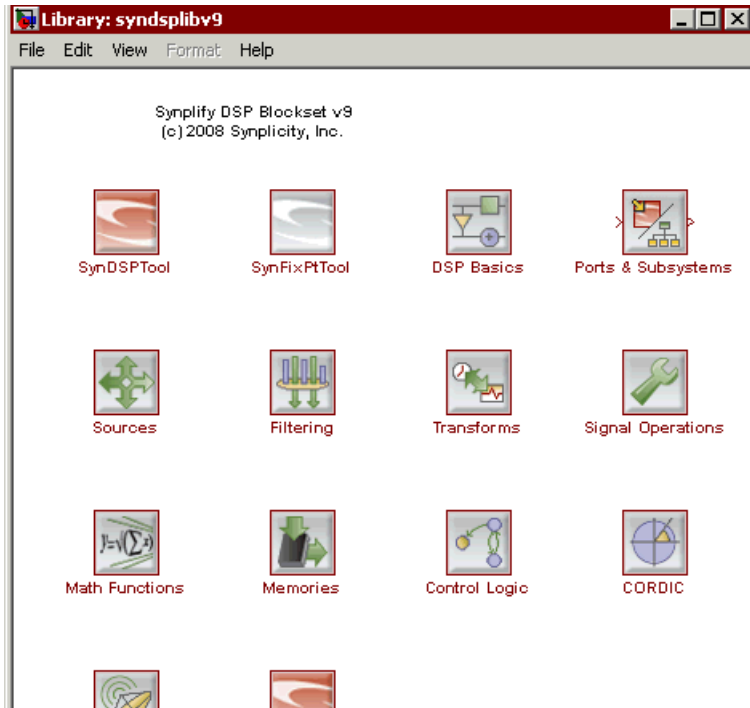 Library: syndsplibv9
File Edit View Format Help
Synplify DSP Blockset v9
(c) 2008 Synplicity, Inc.
SynDSPTool SynFixPtTool DSP Basics Ports & Subsystems
Sources Filtering Transforms Signal Operations
Math Functions Memories Control Logic CORDIC